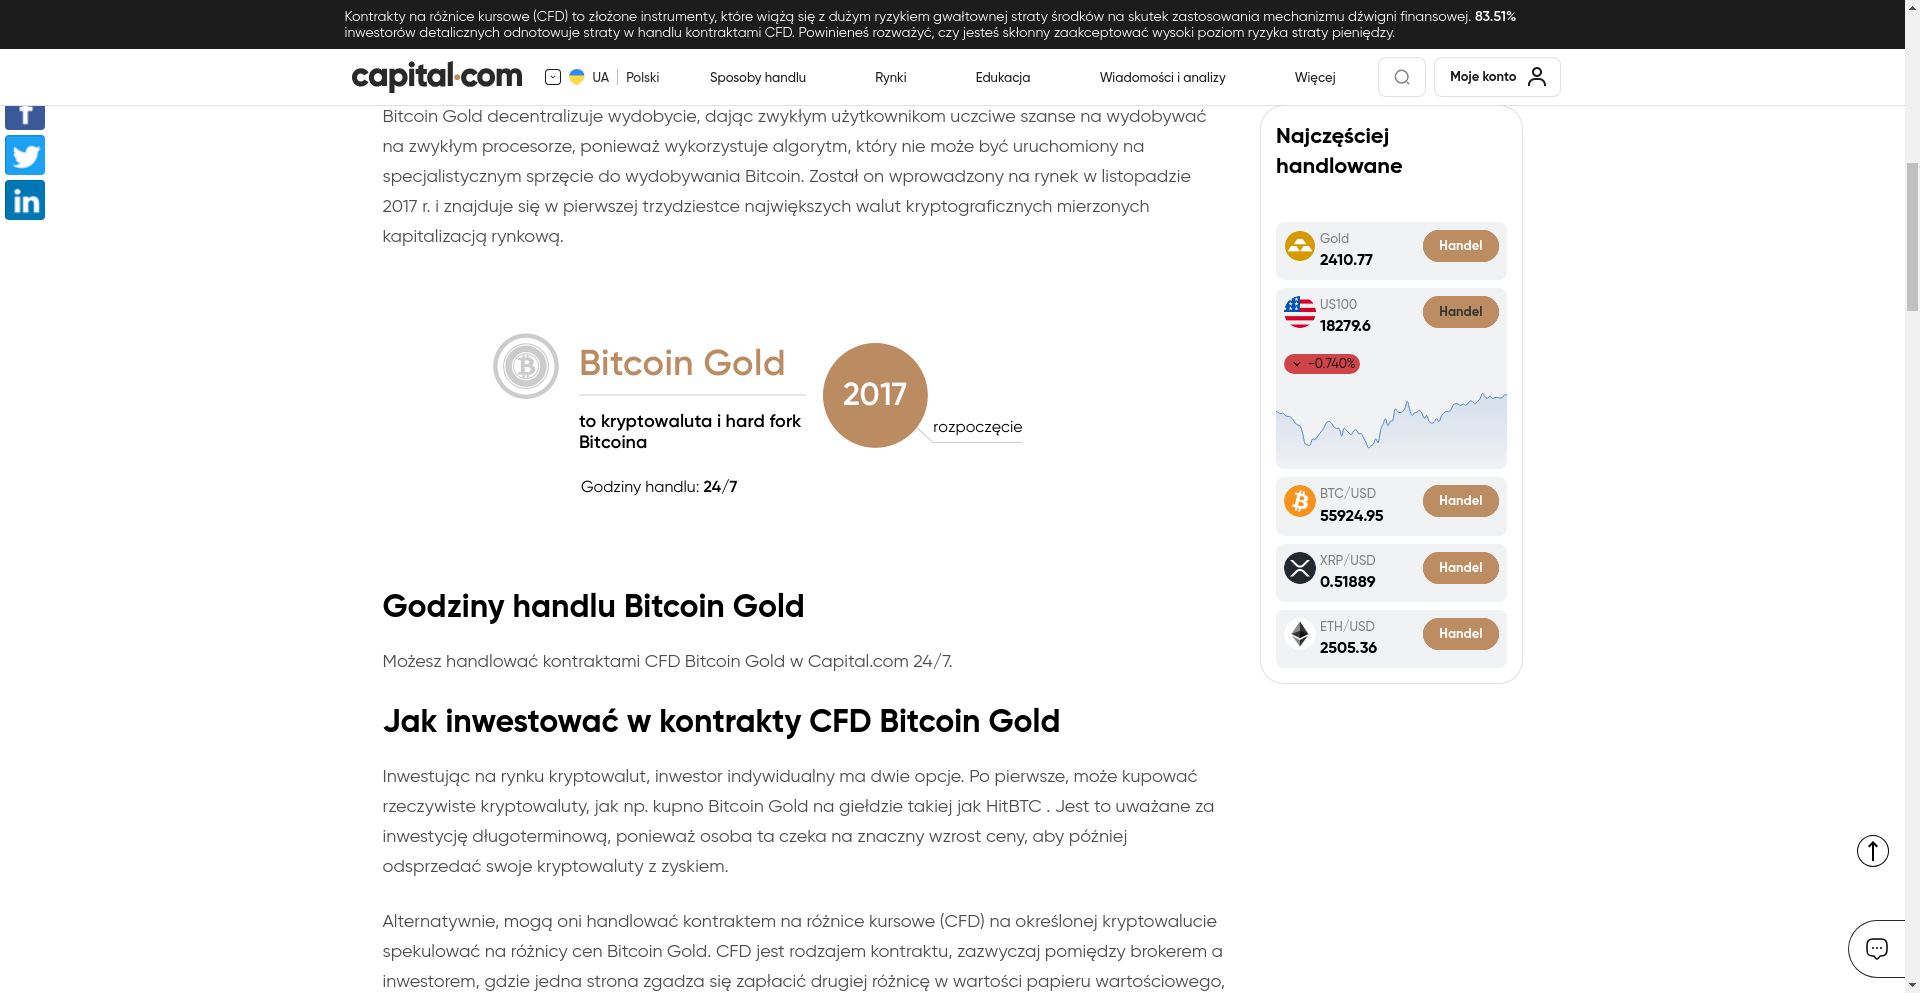 Kontrakty na różnice kursowe (CFD) to złożone instrumenty, które wiążą się z dużym ryzykiem gwałtownej straty środków na skutek zastosowania mechanizmu dźwigni finansowej. 83.51%
inwestorów detalicznych odnotowuje straty w handlu kontraktami CFD. Powinieneś rozważyć, czy jesteś skłonny zaakceptować wysoki poziom ryzyka straty pieniędzy.
capital.com
UA
Polski
Sposoby handlu
Rynki
Edukacja
Wiadomości i analizy
Więcej
Moje konto
Bitcoin Gold decentralizuje wydobycie, dając zwykłym użytkownikom uczciwe szanse na wydobywać
na zwykłym procesorze, ponieważ wykorzystuje algorytm, który nie może być uruchomiony na
specjalistycznym sprzęcie do wydobywania Bitcoin. Został on wprowadzony na rynek w listopadzie
2017 r. i znajduje się w pierwszej trzydziestce największych walut kryptograficznych mierzonych
kapitalizacją rynkową.
Bitcoin Gold
to kryptowaluta i hard fork
Bitcoina
Godziny handlu: 24/7
2017
rozpoczęcie
Godziny handlu Bitcoin Gold
Możesz handlować kontraktami CFD Bitcoin Gold w Capital.com 24/7.
Jak inwestować w kontrakty CFD Bitcoin Gold
Inwestując na rynku kryptowalut, inwestor indywidualny ma dwie opcje. Po pierwsze, może kupować
rzeczywiste kryptowaluty, jak np. kupno Bitcoin Gold na giełdzie takiej jak HitBTC . Jest to uważane za
inwestycję długoterminową, ponieważ osoba ta czeka na znaczny wzrost ceny, aby później
odsprzedać swoje kryptowaluty z zyskiem.
Alternatywnie, mogą oni handlować kontraktem na różnice kursowe (CFD) na określonej kryptowalucie
spekulować na różnicy cen Bitcoin Gold. CFD jest rodzajem kontraktu, zazwyczaj pomiędzy brokerem a
inwestorem, gdzie jedna strona zgadza się zapłacić drugiej różnicę w wartości papieru wartościowego,
Najczęściej
handlowane
Gold
2410.77
Handel
US100
18279.6
Handel
-0.740%
BTC/USD
55924.95
Handel
XRP/USD
0.51889
Handel
ETH/USD
2505.36
Handel